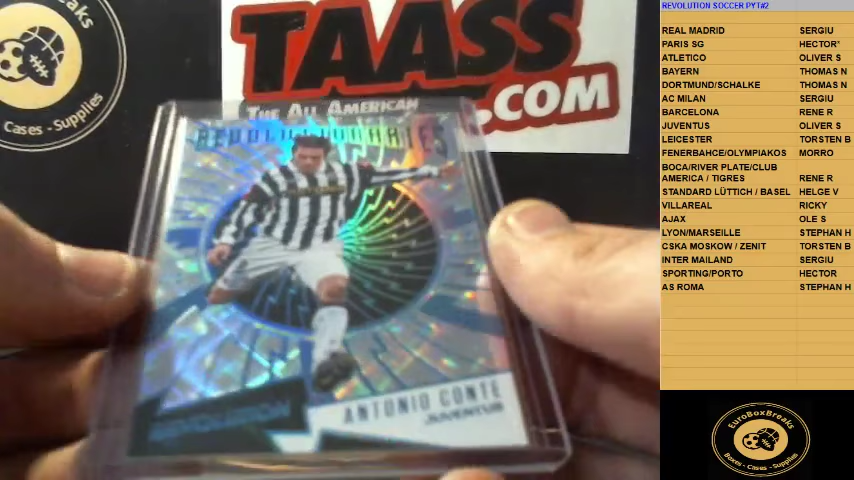 EuroBoxBreaks
Cases - Supplies
TAASS
THE ALL AMERICAN
.COM
REVOLUTIONARIES
REVOLUTION
ANTONIO CONTE
JUVENTUS
REVOLUTION SOCCER PYT#2
REAL MADRID SERGIU
PARIS SG HECTOR*
ATLETICO OLIVER S
BAYERN THOMAS N
DORTMUND/SCHALKE THOMAS N
AC MILAN SERGIU
BARCELONA RENE R
JUVENTUS OLIVER S
LEICESTER TORSTEN B
FENERBAHCE/OLYMPIAKOS MORRO
BOCA/RIVER PLATE/CLUB
AMERICA / TIGRES RENE R
STANDARD LÜTTICH / BASEL HELGE V
VILLAREAL RICKY
AJAX OLE S
LYON/MARSEILLE STEPHAN H
CSKA MOSKOW / ZENIT TORSTEN B
INTER MAILAND SERGIU
SPORTING/PORTO HECTOR
AS ROMA STEPHAN H
EuroBoxBreaks
Boxes - Cases - Supplies